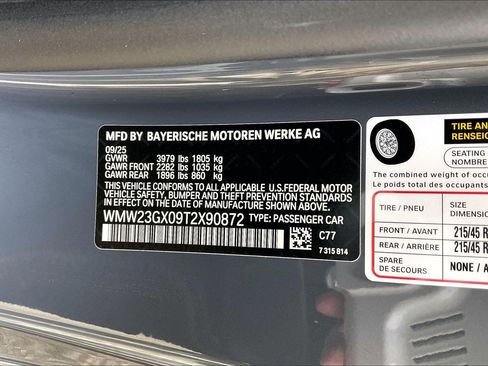 MFD BY BAYERISCHE MOTOREN WERKE AG
09/25
GVWR 3979 lbs 1805 kg
GAWR FRONT 2282 lbs 1035 kg
GAWR REAR 1896 lbs 860 kg
THIS VEHICLE CONFORMS TO ALL APPLICABLE U.S.FEDERAL MOTOR
VEHICLE SAFETY, BUMPER, AND THEFT PREVENTION STANDARDS
IN EFFECT ON THE DATE OF MANUFACTURE SHOWN ABOVE.
WMW23GX09T2X90872 TYPE: PASSENGER CAR
C77
7 315 814
TIRE AN
RENSEIGN
SEATING
NOMBRE
The combined weight of occu
Le poids total des occupants
TIRE / PNEU
SIZE
DIMENSION
FRONT / AVANT 215/45 R
REAR / ARRIÈRE 215/45 R
SPARE
DE SECOURS
NONE / A